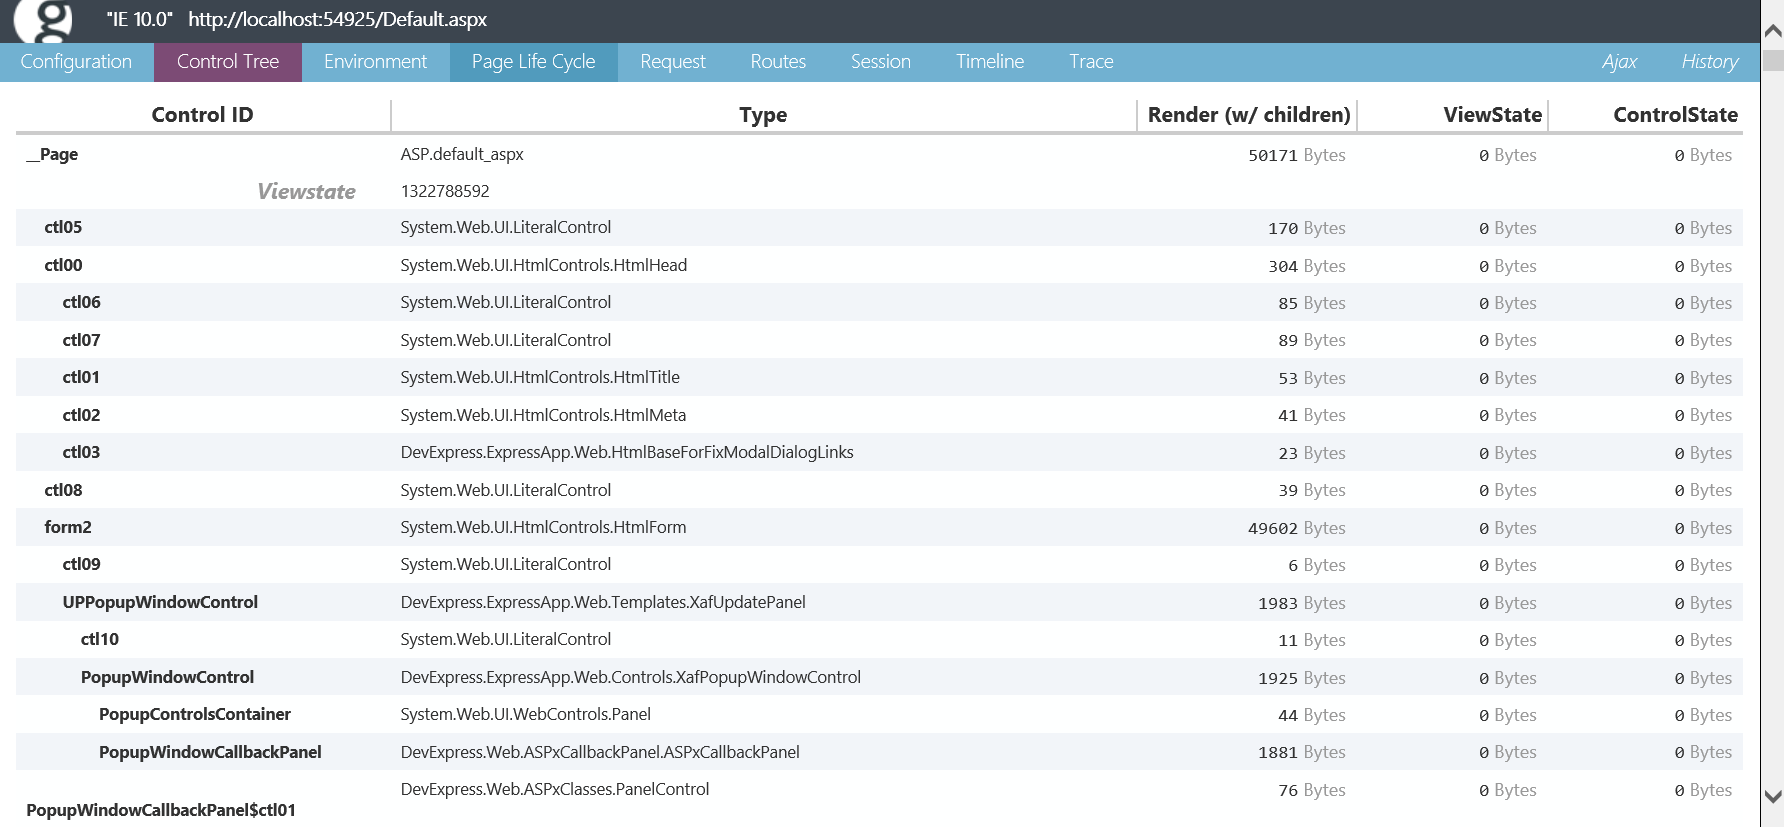 "IE 10.0" http://localhost:54925/Default.aspx
Configuration Control Tree Environment Page Life Cycle Request Routes Session Timeline Trace Ajax History
Control ID Type Render (w/ children) ViewState ControlState
__Page ASP.default_aspx 50171 Bytes 0 Bytes 0 Bytes
Viewstate 1322788592
ctl05 System.Web.UI.LiteralControl 170 Bytes 0 Bytes 0 Bytes
ctl00 System.Web.UI.HtmlControls.HtmlHead 304 Bytes 0 Bytes 0 Bytes
ctl06 System.Web.UI.LiteralControl 85 Bytes 0 Bytes 0 Bytes
ctl07 System.Web.UI.LiteralControl 89 Bytes 0 Bytes 0 Bytes
ctl01 System.Web.UI.HtmlControls.HtmlTitle 53 Bytes 0 Bytes 0 Bytes
ctl02 System.Web.UI.HtmlControls.HtmlMeta 41 Bytes 0 Bytes 0 Bytes
ctl03 DevExpress.ExpressApp.Web.HtmlBaseForFixModalDialogLinks 23 Bytes 0 Bytes 0 Bytes
ctl08 System.Web.UI.LiteralControl 39 Bytes 0 Bytes 0 Bytes
form2 System.Web.UI.HtmlControls.HtmlForm 49602 Bytes 0 Bytes 0 Bytes
ctl09 System.Web.UI.LiteralControl 6 Bytes 0 Bytes 0 Bytes
UPPopupWindowControl DevExpress.ExpressApp.Web.Templates.XafUpdatePanel 1983 Bytes 0 Bytes 0 Bytes
ctl10 System.Web.UI.LiteralControl 11 Bytes 0 Bytes 0 Bytes
PopupWindowControl DevExpress.ExpressApp.Web.Controls.XafPopupWindowControl 1925 Bytes 0 Bytes 0 Bytes
PopupControlsContainer System.Web.UI.WebControls.Panel 44 Bytes 0 Bytes 0 Bytes
PopupWindowCallbackPanel DevExpress.Web.ASPxCallbackPanel.ASPxCallbackPanel 1881 Bytes 0 Bytes 0 Bytes
DevExpress.Web.ASPxClasses.PanelControl 76 Bytes 0 Bytes 0 Bytes
PopupWindowCallbackPanel$ctl01